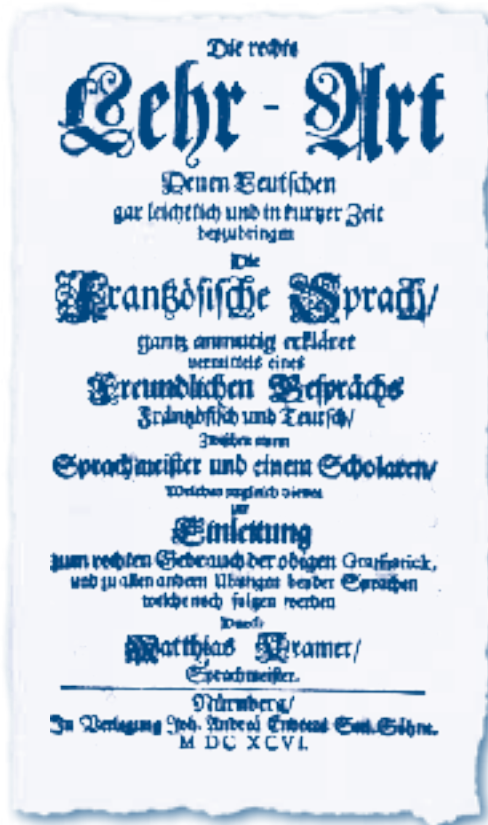 Die rechte
Lehr-Art
Denen Teutschen
gar leichtlich und in kurtzer Zeit
beyzubringen
Die
Frantzösische Sprach/
gantz anmutig erkläret
vermittels eines
Freundlichen Gesprächs
Frantzösisch und Teutsch/
Zwischen einem
Sprachmeister und einem Scholaren/
Welches zugleich dienet
zur
Einleitung
zum rechten Gebrauch der obigen Grammatick,
und zu allen andern Übungen beyder Sprachen
welche noch folgen werden
Durch
Matthias Kramer/
Sprachmeister.
Nürnberg/
In Verlegung Joh. Andreä Endters Seel. Söhne.
M DC XCVI.